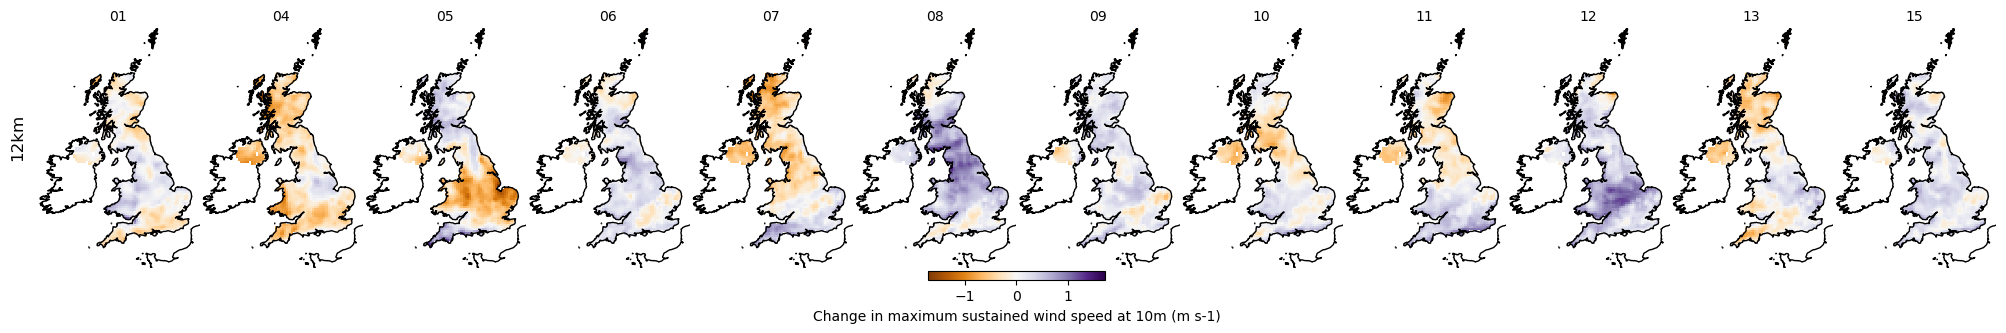 01 04 05 06 07 08 09 10 11 12 13 15
12km
−1 0 1
Change in maximum sustained wind speed at 10m (m s-1)